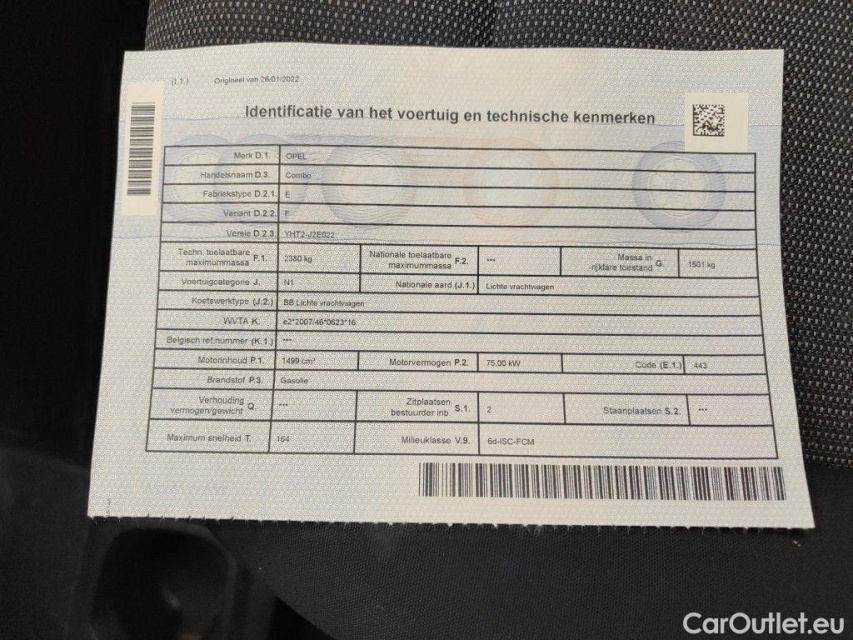 (I.1.) Origineel van 26/01/2022
Identificatie van het voertuig en technische kenmerken
Merk D.1. OPEL
Handelsnaam D.3. Combo
Fabriekstype D.2.1. E
Variant D.2.2. F
Versie D.2.3. YHT2-J2E022
Techn. toelaatbare maximummassa F.1. 2380 kg Nationale toelaatbare maximummassa F.2. --- Massa in rijklare toestand G. 1501 kg
Voertuigcategorie J. N1 Nationale aard (J.1.) Lichte vrachtwagen
Koetswerktype (J.2.) BB Lichte vrachtwagen
WVTA K. e2*2007/46*0623*16
Belgisch ref.nummer (K.1.) ---
Motorinhoud P.1. 1499 cm³ Motorvermogen P.2. 75,00 kW Code (E.1.) 443
Brandstof P.3. Gasolie
Verhouding vermogen/gewicht Q. --- Zitplaatsen bestuurder inb. S.1. 2 Staanplaatsen S.2. ---
Maximum snelheid T. 164 Milieuklasse V.9. 6d-ISC-FCM
CarOutlet.eu